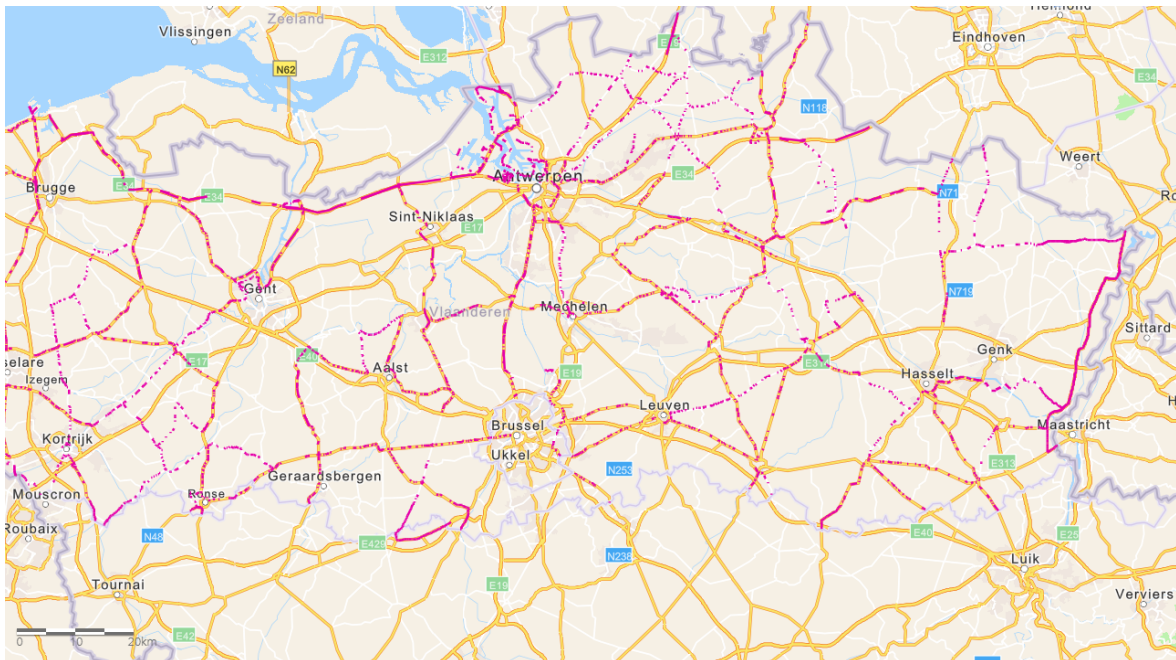 Helmond
Zeeland
Vlissingen
Eindhoven
E312
E19
N62
E34
N118
Weert
Antwerpen
E34
Brugge
E34
E34
N71
Sint-Niklaas
E17
Gent
N719
Mechelen
Vlaanderen
Sittard
selare
E17
E40
Genk
E314
Izegem
Aalst
E19
Hasselt
Leuven
Brussel
Maastricht
Kortrijk
Ukkel
E313
N253
Geraardsbergen
Mouscron
Ronse
Roubaix
N48
E40
E25
E429
N238
Luik
Tournai
E19
Verviers
E42
0 10 20km